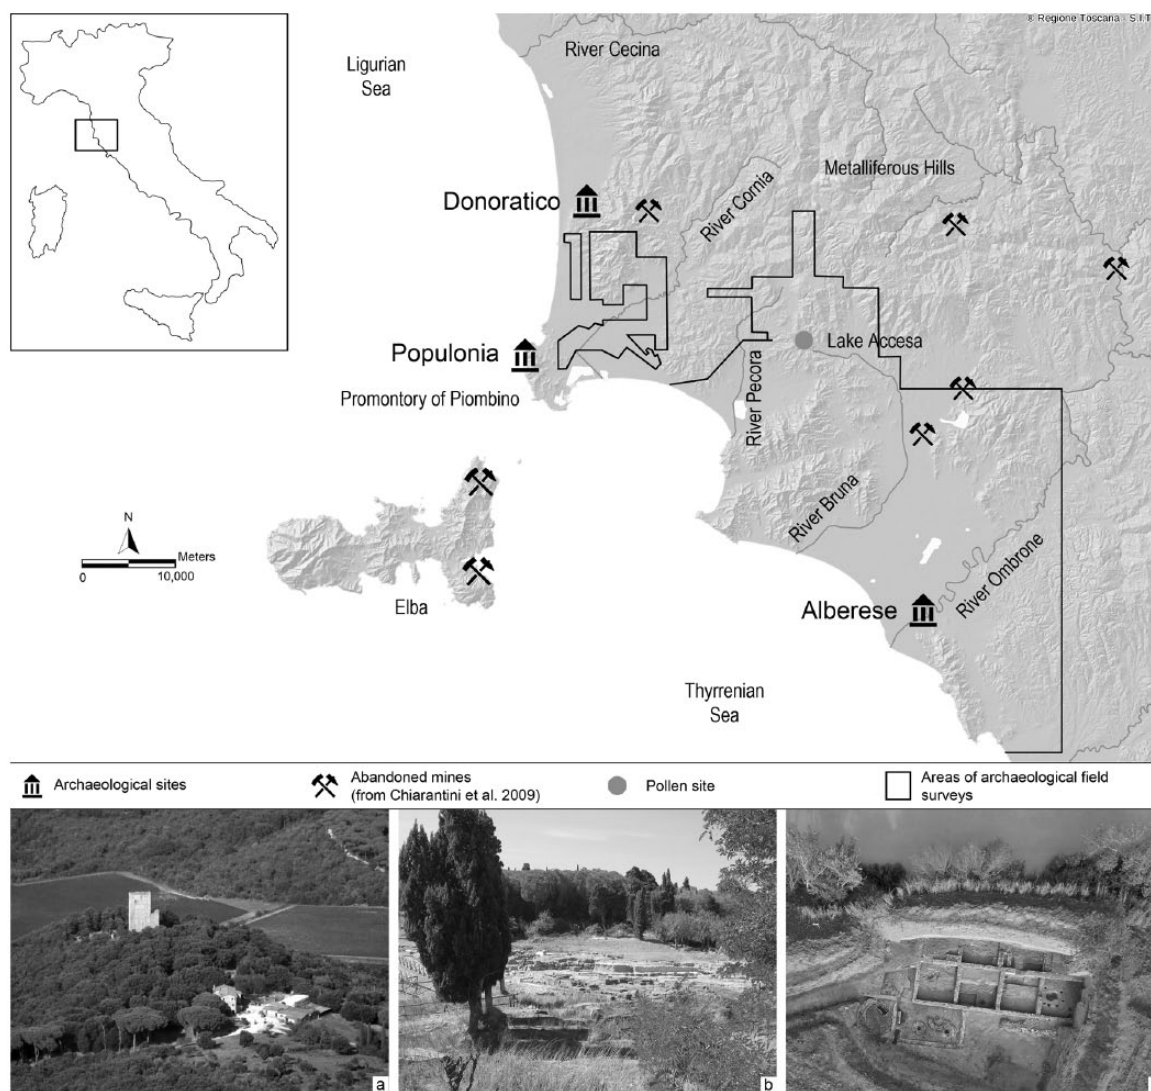 © Regione Toscana - S.I.T
River Cecina
Ligurian
Sea
Metalliferous Hills
Donoratico
River Cornia
Lake Accesa
Populonia
Promontory of Piombino
River Pecora
River Bruna
N
Meters
0
10,000
Elba
River Ombrone
Alberese
Thyrrenian
Sea
Archaeological sites
Abandoned mines
(from Chiarantini et al. 2009)
Pollen site
Areas of archaeological field
surveys
a
b